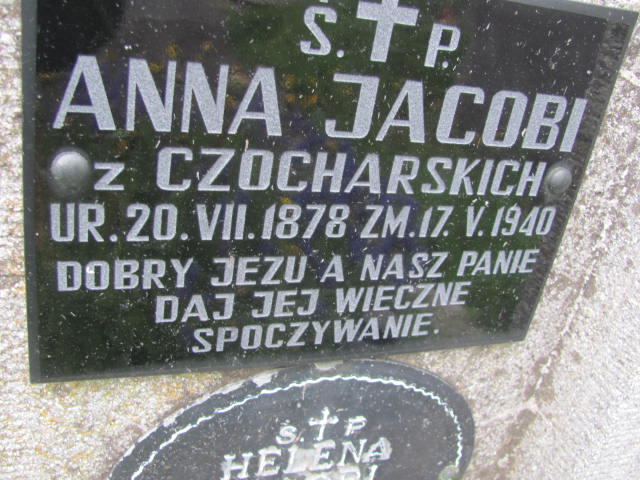 Ś. † P.
ANNA JACOBI
z CZOCHARSKICH
UR. 20. VII. 1878 ZM. 17. V. 1940
DOBRY JEZU A NASZ PANIE
DAJ JEJ WIECZNE
SPOCZYWANIE.
Ś † P
HELENA